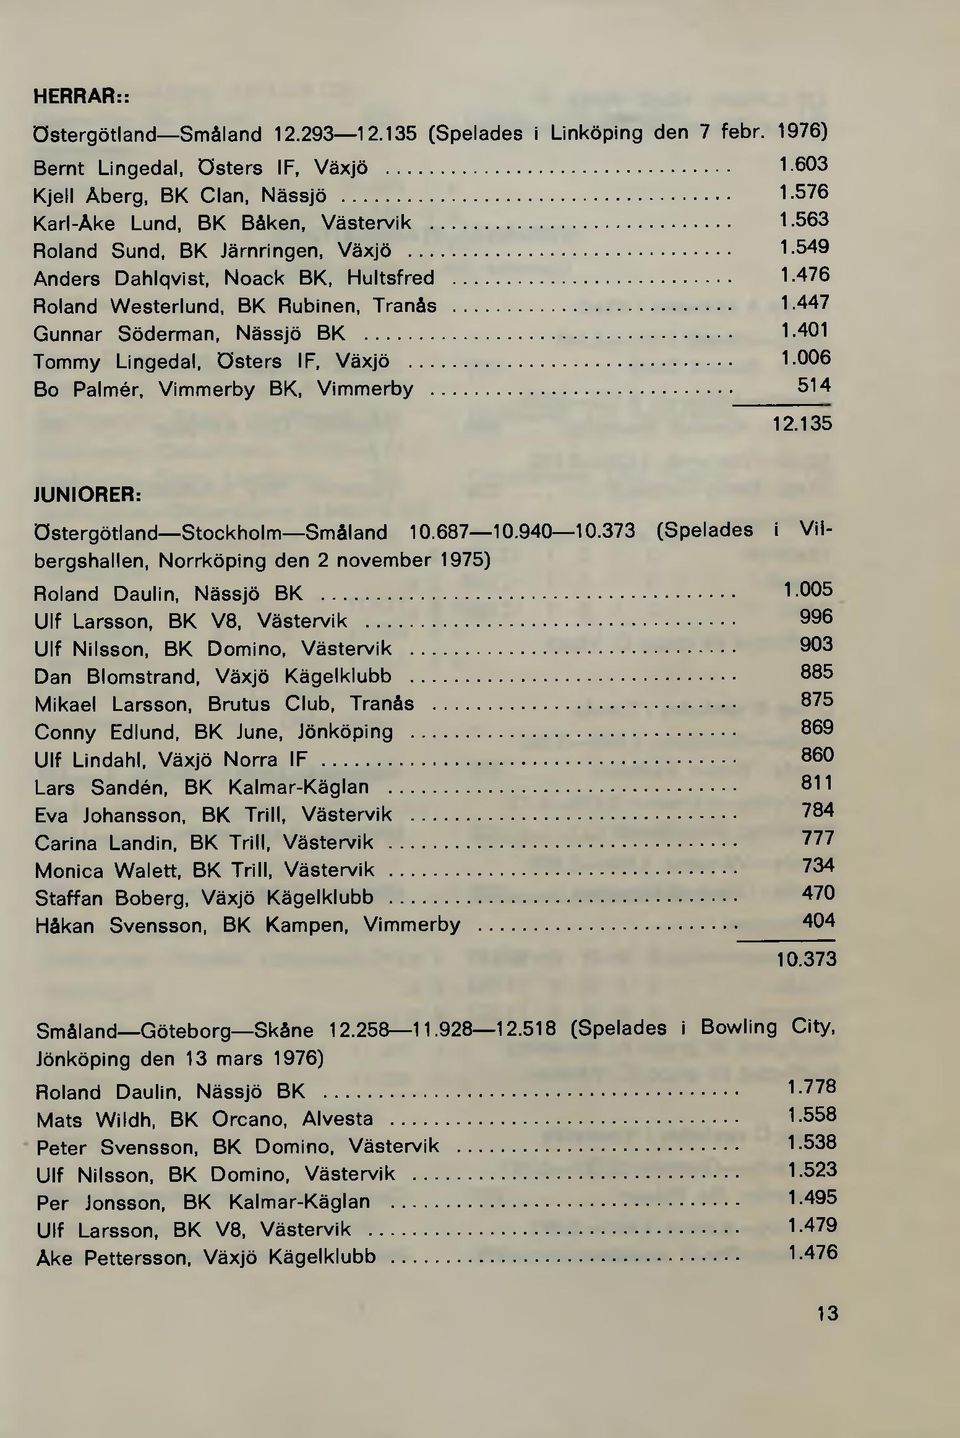 HERRAR::
Östergötland—Småland 12.293—12.135 (Spelades i Linköping den 7 febr. 1976)
Bernt Lingedal, Östers IF, Växjö ................................ 1.603
Kjell Åberg, BK Clan, Nässjö .................................... 1.576
Karl-Åke Lund, BK Båken, Västervik ............................ 1.563
Roland Sund, BK Järnringen, Växjö .............................. 1.549
Anders Dahlqvist, Noack BK, Hultsfred .......................... 1.476
Roland Westerlund, BK Rubinen, Tranås .......................... 1.447
Gunnar Söderman, Nässjö BK .................................. 1.401
Tommy Lingedal, Östers IF, Växjö .............................. 1.006
Bo Palmér, Vimmerby BK, Vimmerby ............................ 514
12.135
JUNIORER:
Östergötland—Stockholm—Småland 10.687—10.940—10.373 (Spelades i Vil-
bergshallen, Norrköping den 2 november 1975)
Roland Daulin, Nässjö BK ...................................... 1.005
Ulf Larsson, BK V8, Västervik .................................. 996
Ulf Nilsson, BK Domino, Västervik .............................. 903
Dan Blomstrand, Växjö Kägelklubb .............................. 885
Mikael Larsson, Brutus Club, Tranås ............................ 875
Conny Edlund, BK June, Jönköping .............................. 869
Ulf Lindahl, Växjö Norra IF ...................................... 860
Lars Sandén, BK Kalmar-Käglan ................................ 811
Eva Johansson, BK Trill, Västervik .............................. 784
Carina Landin, BK Trill, Västervik ................................ 777
Monica Walett, BK Trill, Västervik ................................ 734
Staffan Boberg, Växjö Kägelklubb ................................ 470
Håkan Svensson, BK Kampen, Vimmerby ........................ 404
10.373
Småland—Göteborg—Skåne 12.258—11.928—12.518 (Spelades i Bowling City,
Jönköping den 13 mars 1976)
Roland Daulin, Nässjö BK ...................................... 1.778
Mats Wildh, BK Orcano, Alvesta ................................ 1.558
Peter Svensson, BK Domino, Västervik .......................... 1.538
Ulf Nilsson, BK Domino, Västervik .............................. 1.523
Per Jonsson, BK Kalmar-Käglan ................................ 1.495
Ulf Larsson, BK V8, Västervik .................................. 1.479
Åke Pettersson, Växjö Kägelklubb ................................ 1.476
13